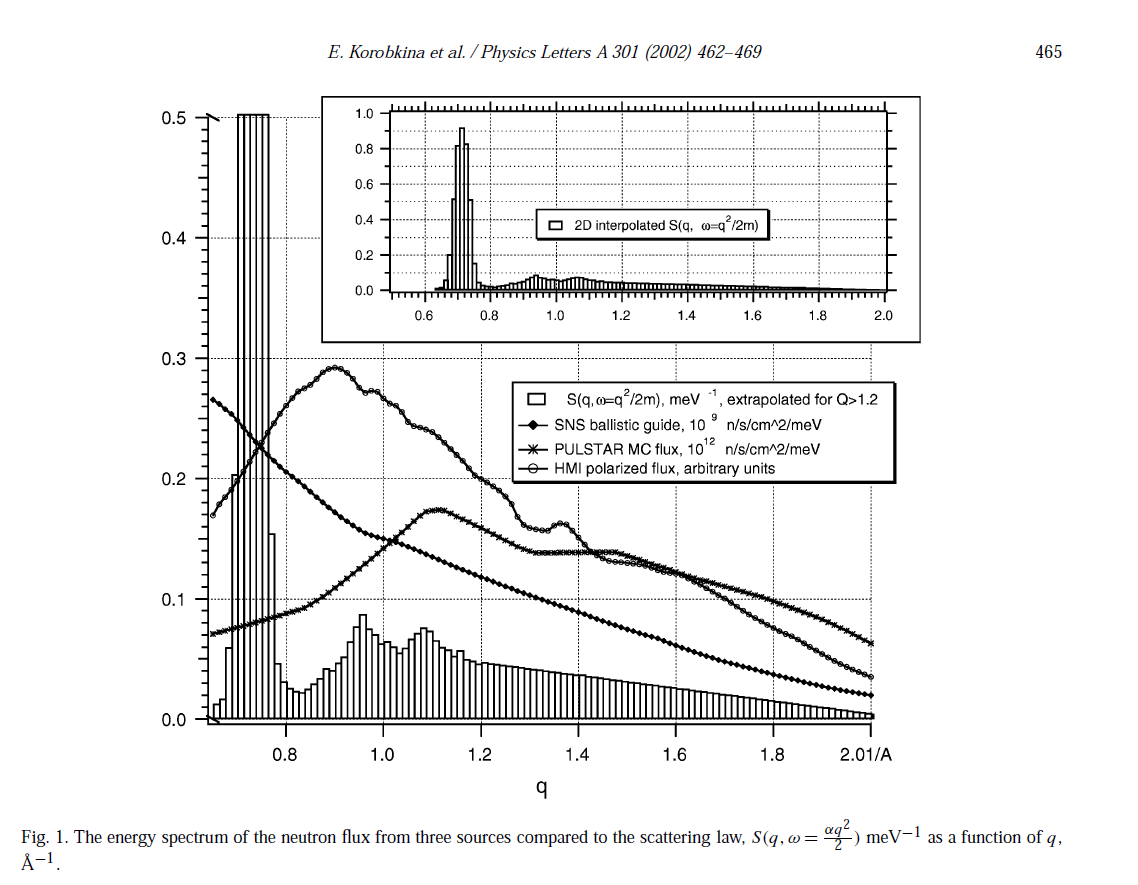 E. Korobkina et al. / Physics Letters A 301 (2002) 462–469
465
0.5
0.4
0.3
0.2
0.1
0.0
1.0
0.8
0.6
0.4
0.2
0.0
2D interpolated S(q, ω=q²/2m)
0.6 0.8 1.0 1.2 1.4 1.6 1.8 2.0
S(q,ω=q²/2m), meV ⁻¹, extrapolated for Q>1.2
SNS ballistic guide, 10 ⁹ n/s/cm^2/meV
PULSTAR MC flux, 10¹² n/s/cm^2/meV
HMI polarized flux, arbitrary units
0.8 1.0 1.2 1.4 1.6 1.8 2.01/A
q
Fig. 1. The energy spectrum of the neutron flux from three sources compared to the scattering law, S(q, ω = αq²/2) meV⁻¹ as a function of q,
Å⁻¹.